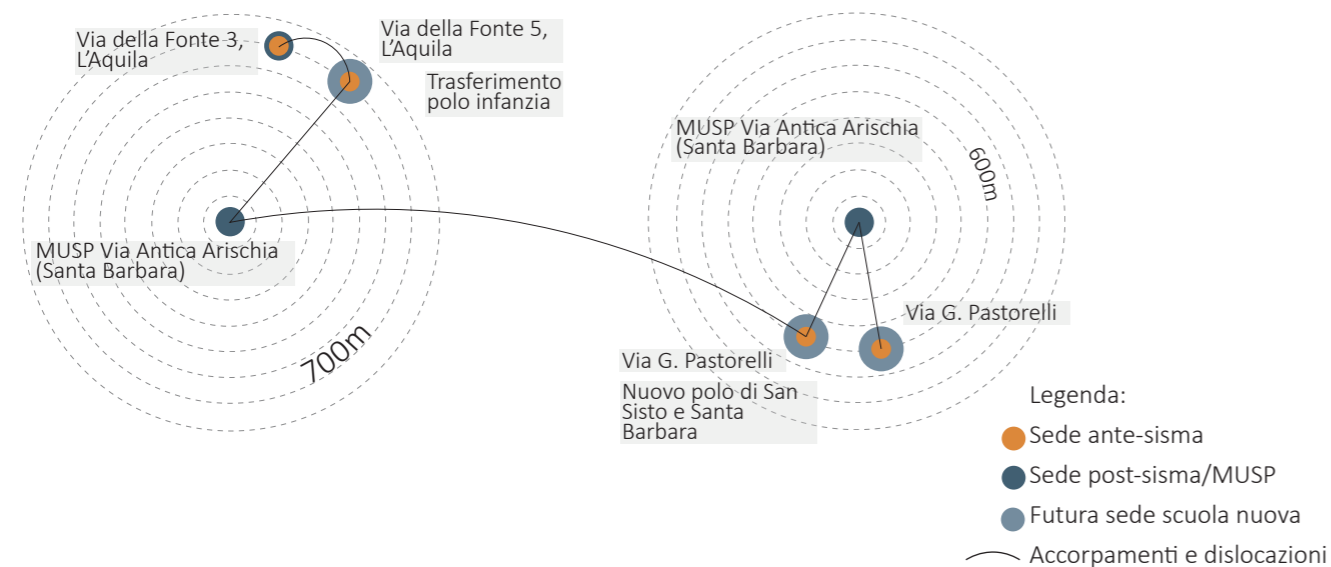 Via della Fonte 3,
L'Aquila
Via della Fonte 5,
L'Aquila
Trasferimento
polo infanzia
MUSP Via Antica Arischia
(Santa Barbara)
700m
MUSP Via Antica Arischia
(Santa Barbara)
600m
Via G. Pastorelli
Via G. Pastorelli
Nuovo polo di San
Sisto e Santa
Barbara
Legenda:
Sede ante-sisma
Sede post-sisma/MUSP
Futura sede scuola nuova
Accorpamenti e dislocazioni